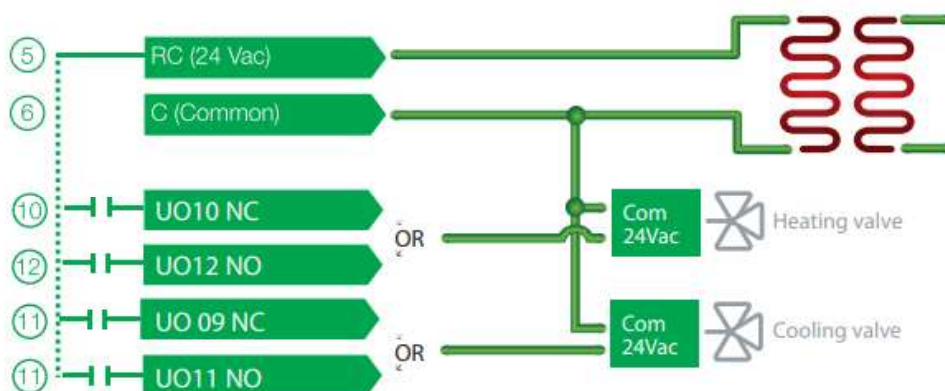 5 RC (24 Vac)
6 C (Common)
10 UO10 NC
OR
Com
24Vac
Heating valve
12 UO12 NO
11 UO 09 NC
OR
Com
24Vac
Cooling valve
11 UO11 NO